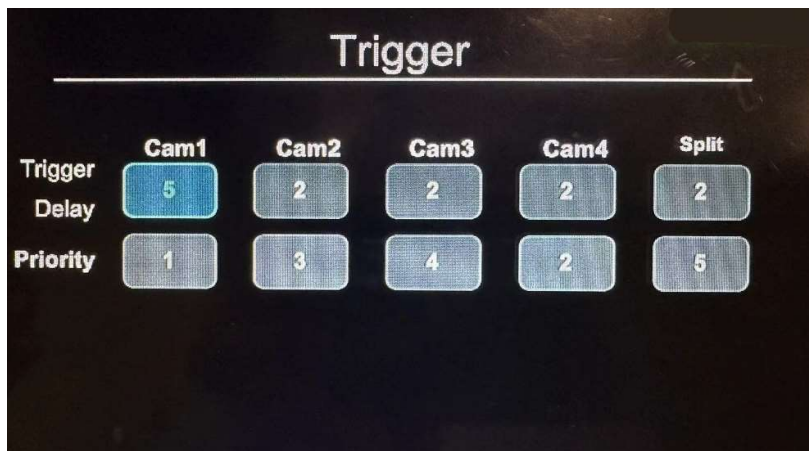 Trigger
Cam1 Cam2 Cam3 Cam4 Split
Trigger Delay 5 2 2 2 2
Priority 1 3 4 2 5